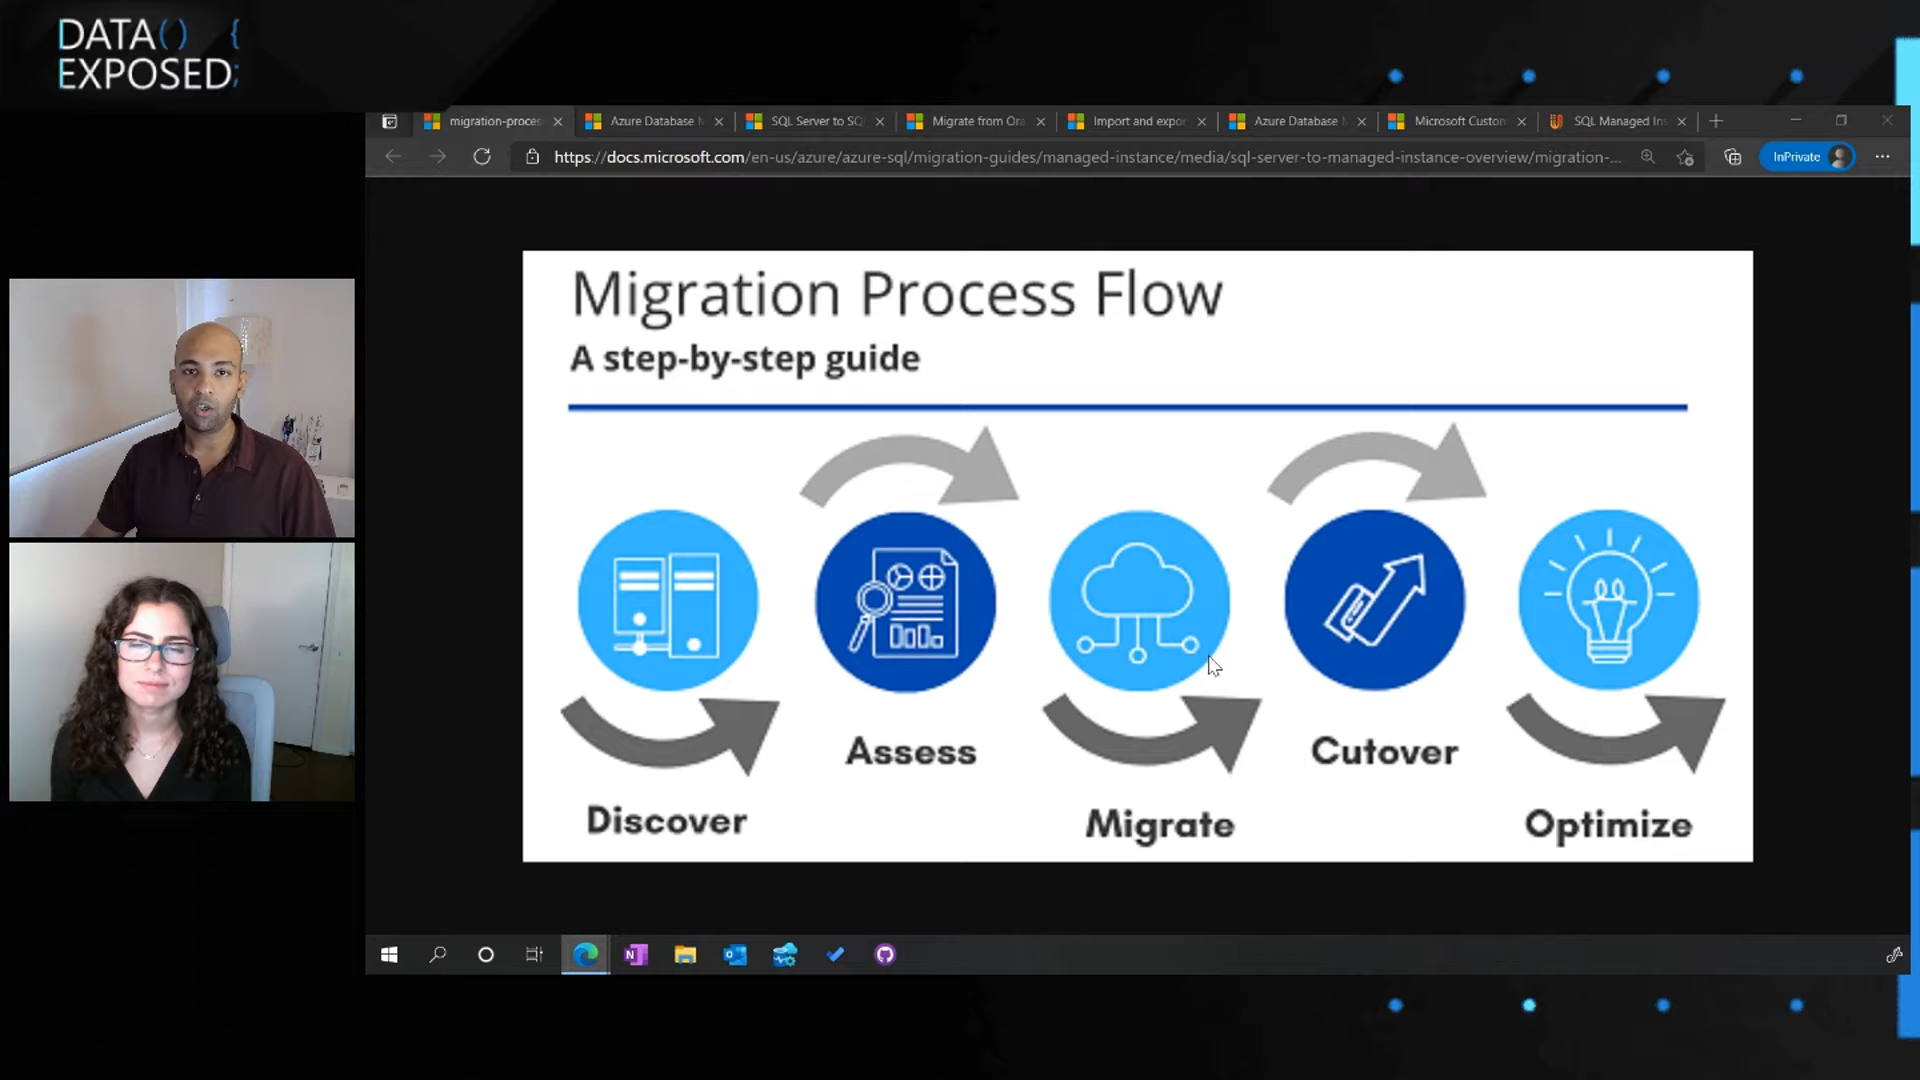 DATA() {
EXPOSED;
migration-proces
Azure Database M
SQL Server to SQ
Migrate from Ora
Import and expor
Azure Database M
Microsoft Custom
SQL Managed Ins
https://docs.microsoft.com/en-us/azure/azure-sql/migration-guides/managed-instance/media/sql-server-to-managed-instance-overview/migration-...
InPrivate
Migration Process Flow
A step-by-step guide
Assess
Cutover
Discover
Migrate
Optimize